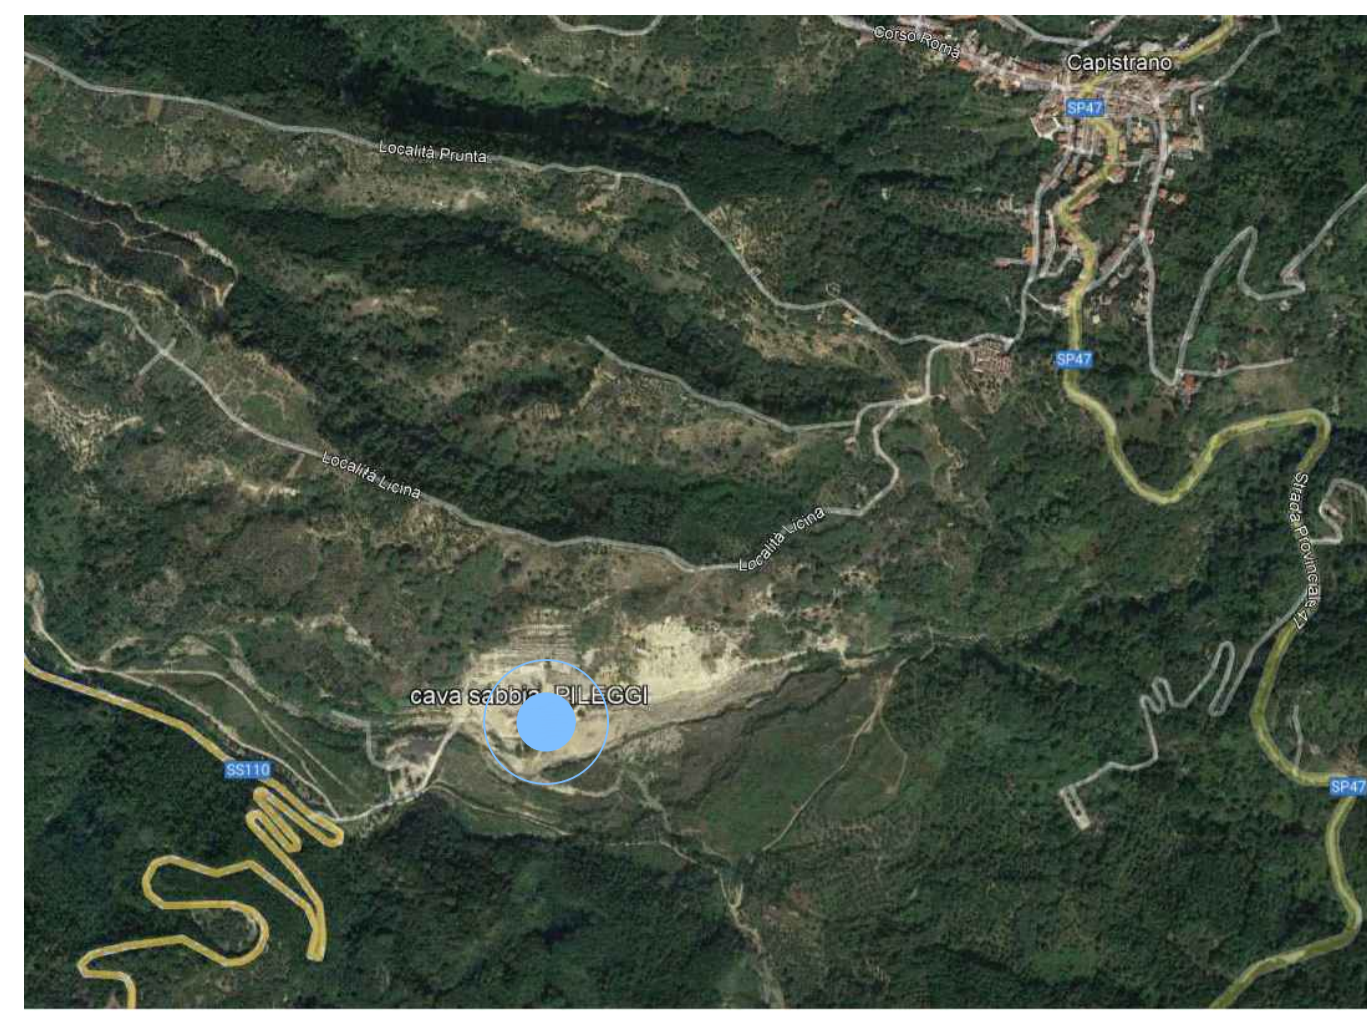 Corso Roma
Capistrano
SP47
Località Prunta
SP47
Località Licina
Strada Provinciale 47
Località Licina
cava sabbia PILEGGI
SS110
SP47